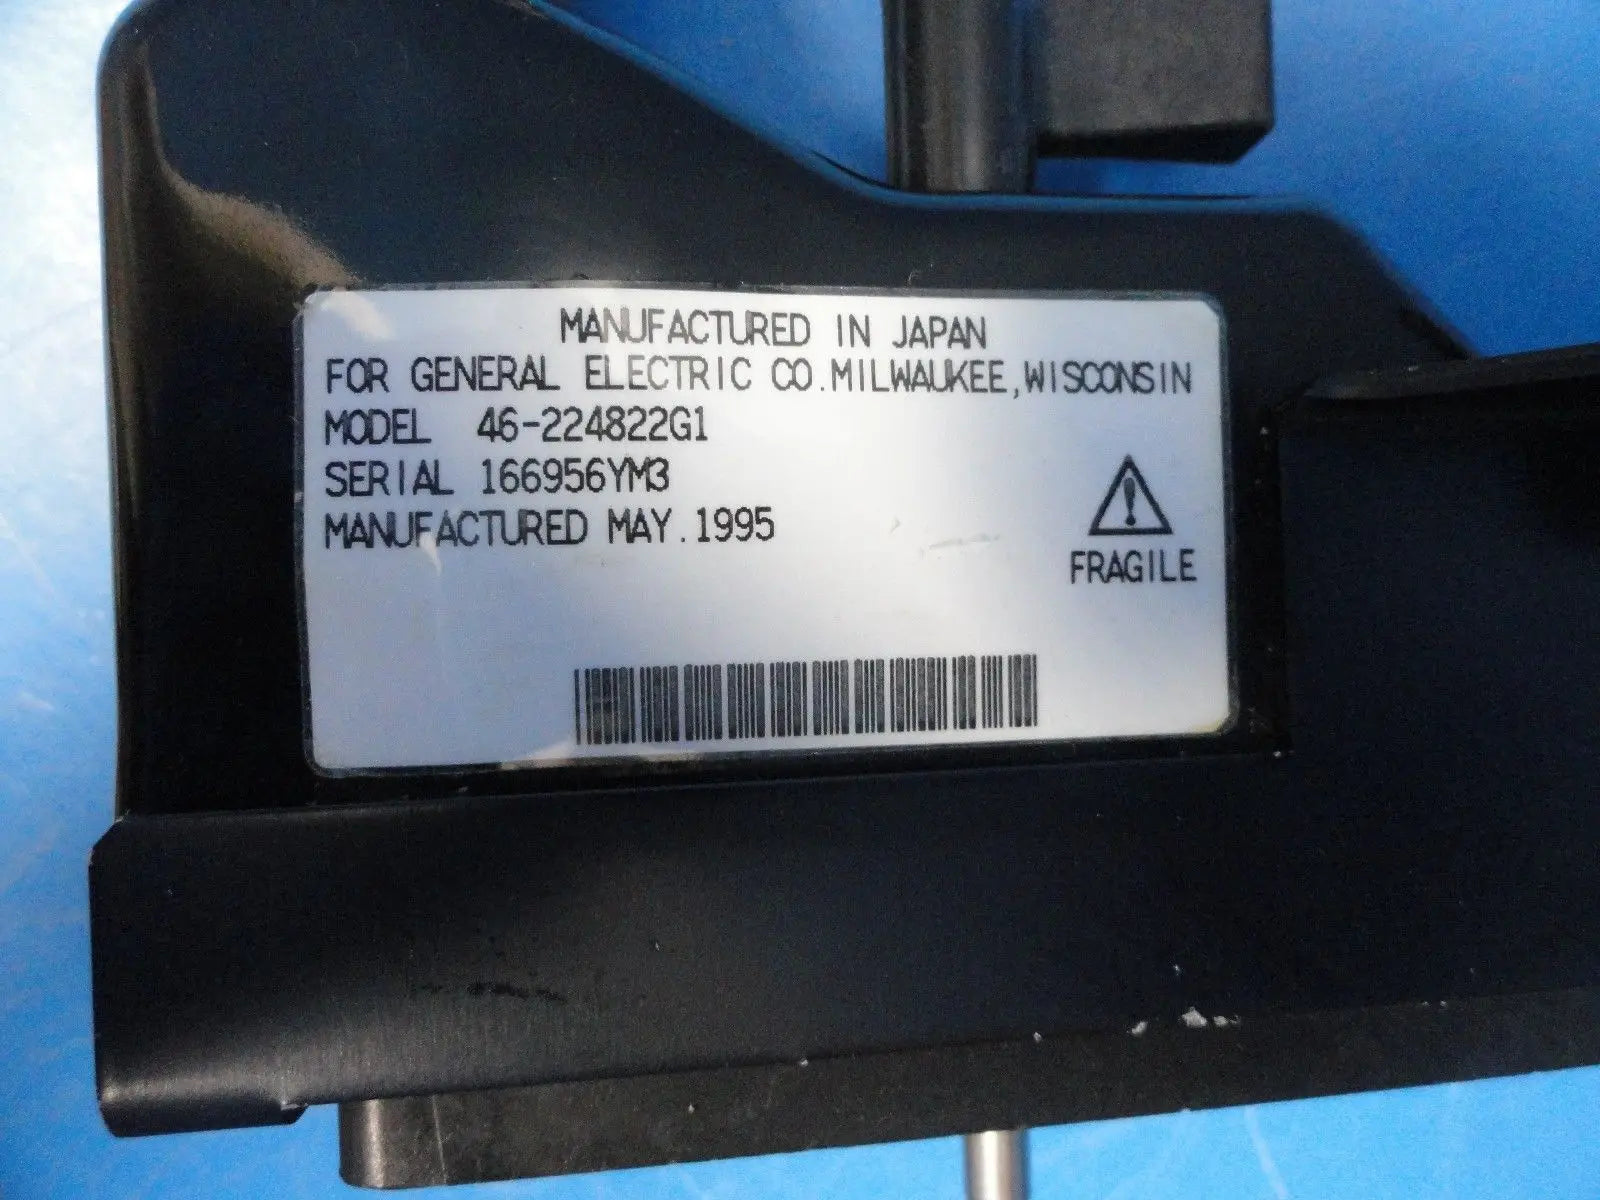 MANUFACTURED IN JAPAN
FOR GENERAL ELECTRIC CO.MILWAUKEE,WISCONSIN
MODEL 46-224822G1
SERIAL 166956YM3
MANUFACTURED MAY.1995
FRAGILE